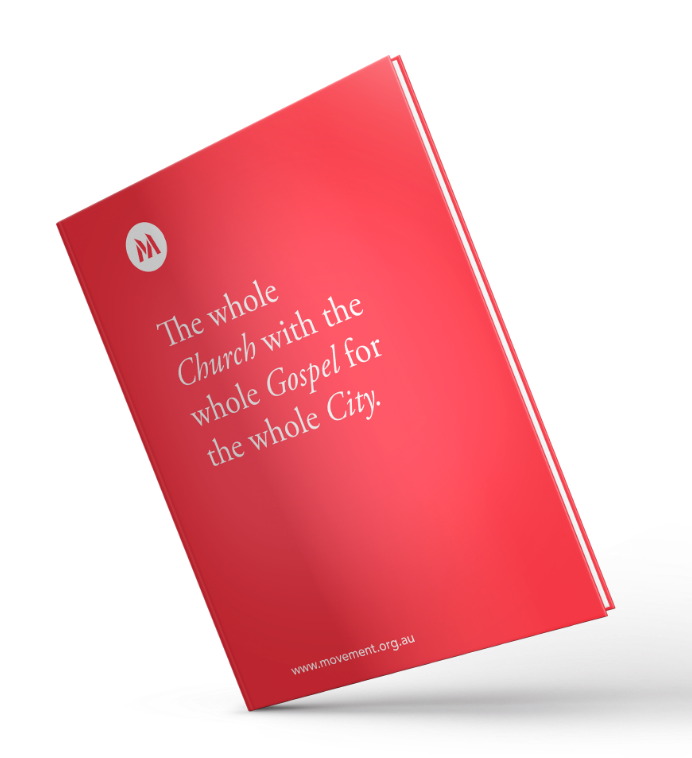 M
The whole
Church with the
whole Gospel for
the whole City.
www.movement.org.au